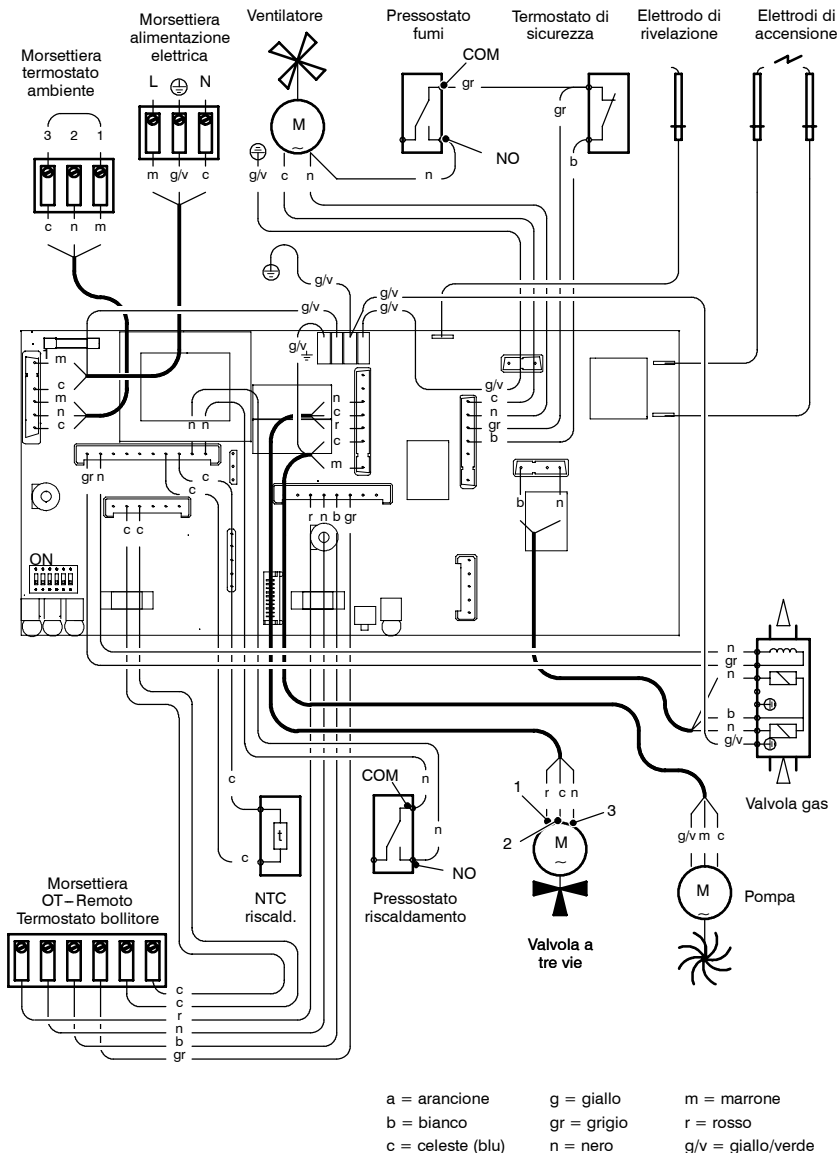 Morsettiera
termostato
ambiente
3 2 1
c n m
Morsettiera
alimentazione
elettrica
L N
m g/v c
Ventilatore
M
~
g/v c n
Pressostato
fumi
COM
NO
n
gr
Termostato di
sicurezza
gr
b
Elettrodo di
rivelazione
Elettrodi di
accensione
g/v
g/v
g/v
g/v
g/v
1 m
c
m
n
c
n n
n
c
r
c
m
g/v
c
n
gr
b
gr n
c
c
c c
r n b gr
b n
ON
n
gr
n
b
n
g/v
Valvola gas
c
c
t
NTC
riscald.
COM
n
n
NO
Pressostato
riscaldamento
r c n
1
2
3
M
~
Valvola a
tre vie
g/v m c
M
~
Pompa
Morsettiera
OT-Remoto
Termostato bollitore
c
c
r
n
b
gr
a = arancione g = giallo m = marrone
b = bianco gr = grigio r = rosso
c = celeste (blu) n = nero g/v = giallo/verde